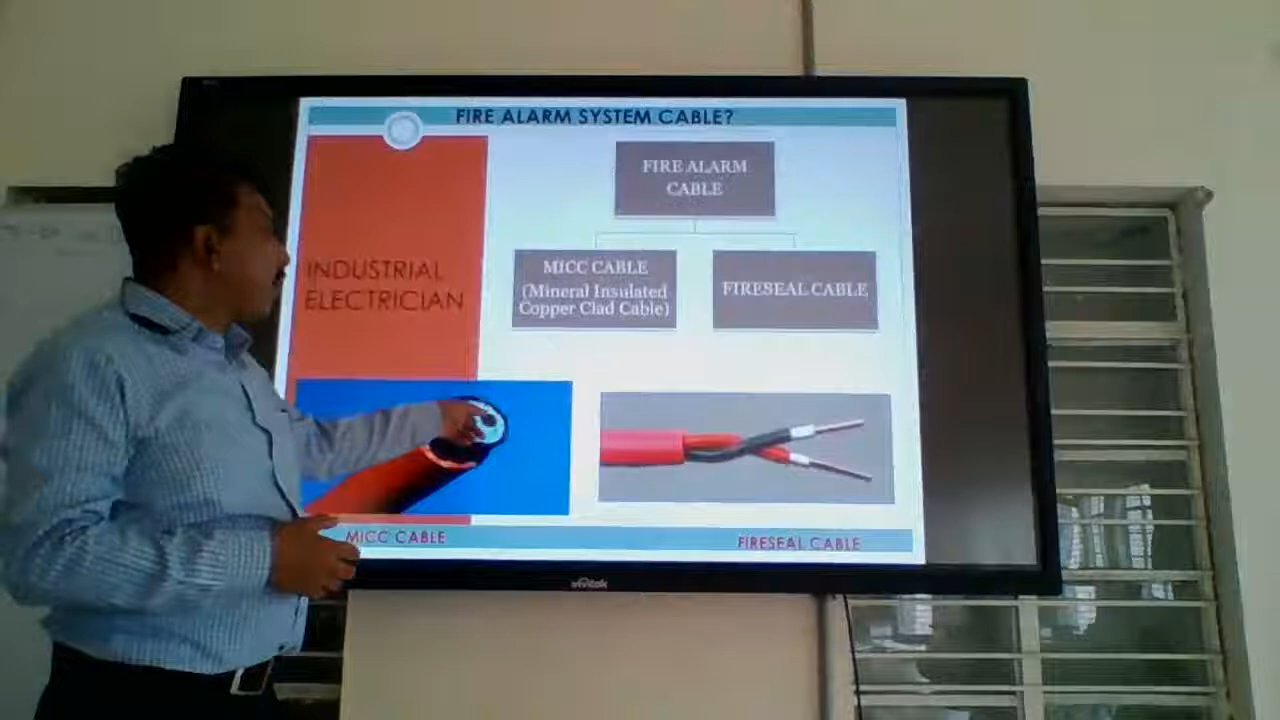 FIRE ALARM SYSTEM CABLE?
FIRE ALARM
CABLE
INDUSTRIAL
ELECTRICIAN
MICC CABLE
(Mineral Insulated
Copper Clad Cable)
FIRESEAL CABLE
MICC CABLE
FIRESEAL CABLE
vivitek